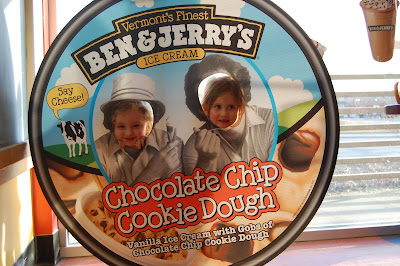 Vermont's Finest
BEN & JERRY'S
ICE CREAM
Say
Cheese!
Chocolate Chip
Cookie Dough
Vanilla Ice Cream with Gobs of
Chocolate Chip Cookie Dough